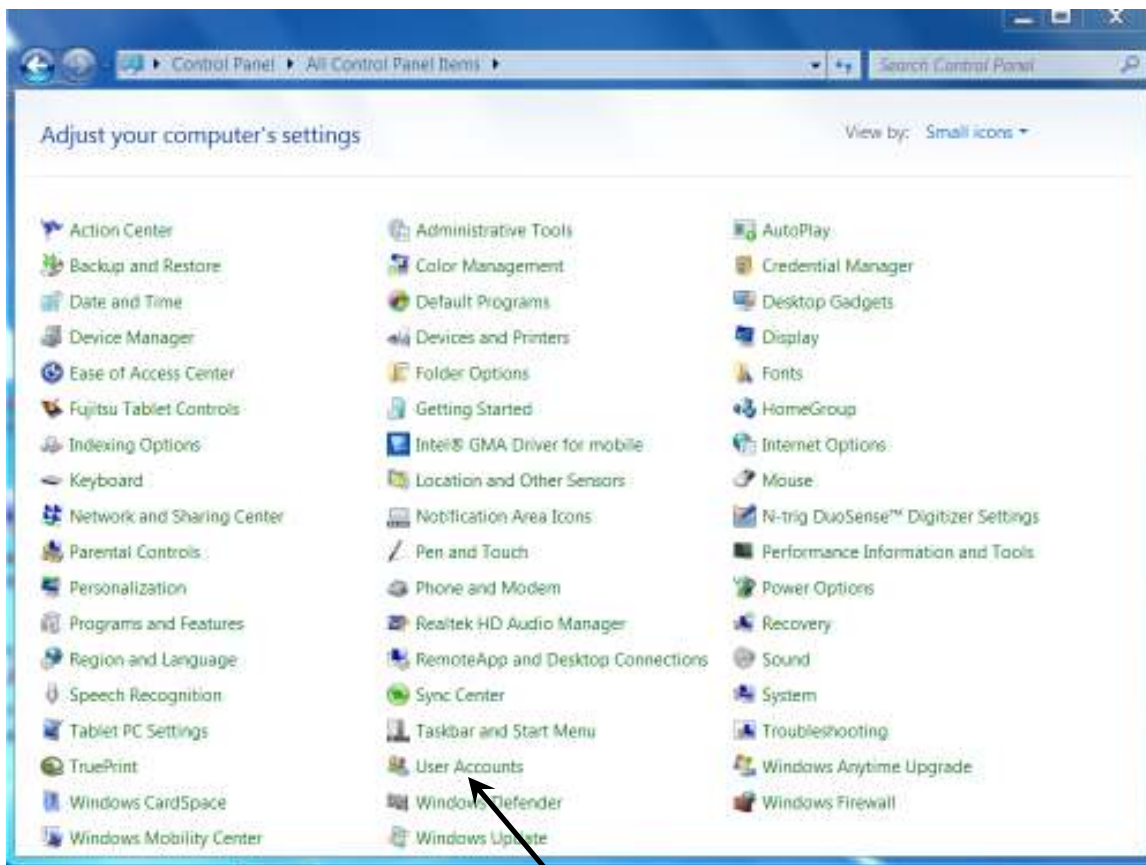 Control Panel All Control Panel Items Search Control Panel
Adjust your computer's settings View by: Small icons
Action Center Administrative Tools AutoPlay
Backup and Restore Color Management Credential Manager
Date and Time Default Programs Desktop Gadgets
Device Manager Devices and Printers Display
Ease of Access Center Folder Options Fonts
Fujitsu Tablet Controls Getting Started HomeGroup
Indexing Options Intel® GMA Driver for mobile Internet Options
Keyboard Location and Other Sensors Mouse
Network and Sharing Center Notification Area Icons N-trig DuoSense™ Digitizer Settings
Parental Controls Pen and Touch Performance Information and Tools
Personalization Phone and Modem Power Options
Programs and Features Realtek HD Audio Manager Recovery
Region and Language RemoteApp and Desktop Connections Sound
Speech Recognition Sync Center System
Tablet PC Settings Taskbar and Start Menu Troubleshooting
TruePrint User Accounts Windows Anytime Upgrade
Windows CardSpace Windows Defender Windows Firewall
Windows Mobility Center Windows Update